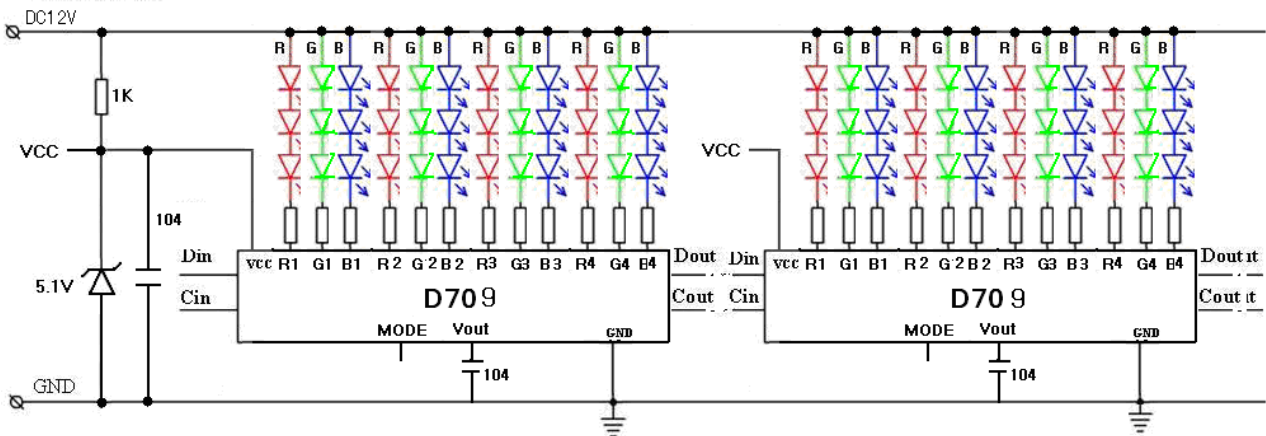 DC12V
R G B R B R B R B R G B R B R B R B
1K
VCC
VCC
104
Din VCC R1 G1 B1 R2 G2 B2 R3 G3 B3 R4 G4 B4 Dout Din VCC R1 G1 B1 R2 G2 B2 R3 G3 B3 R4 G4 B4 Dout
5.1V Cin D709 Cout Cin D709 Cout
MODE Vout GND MODE Vout GND
104 104
GND